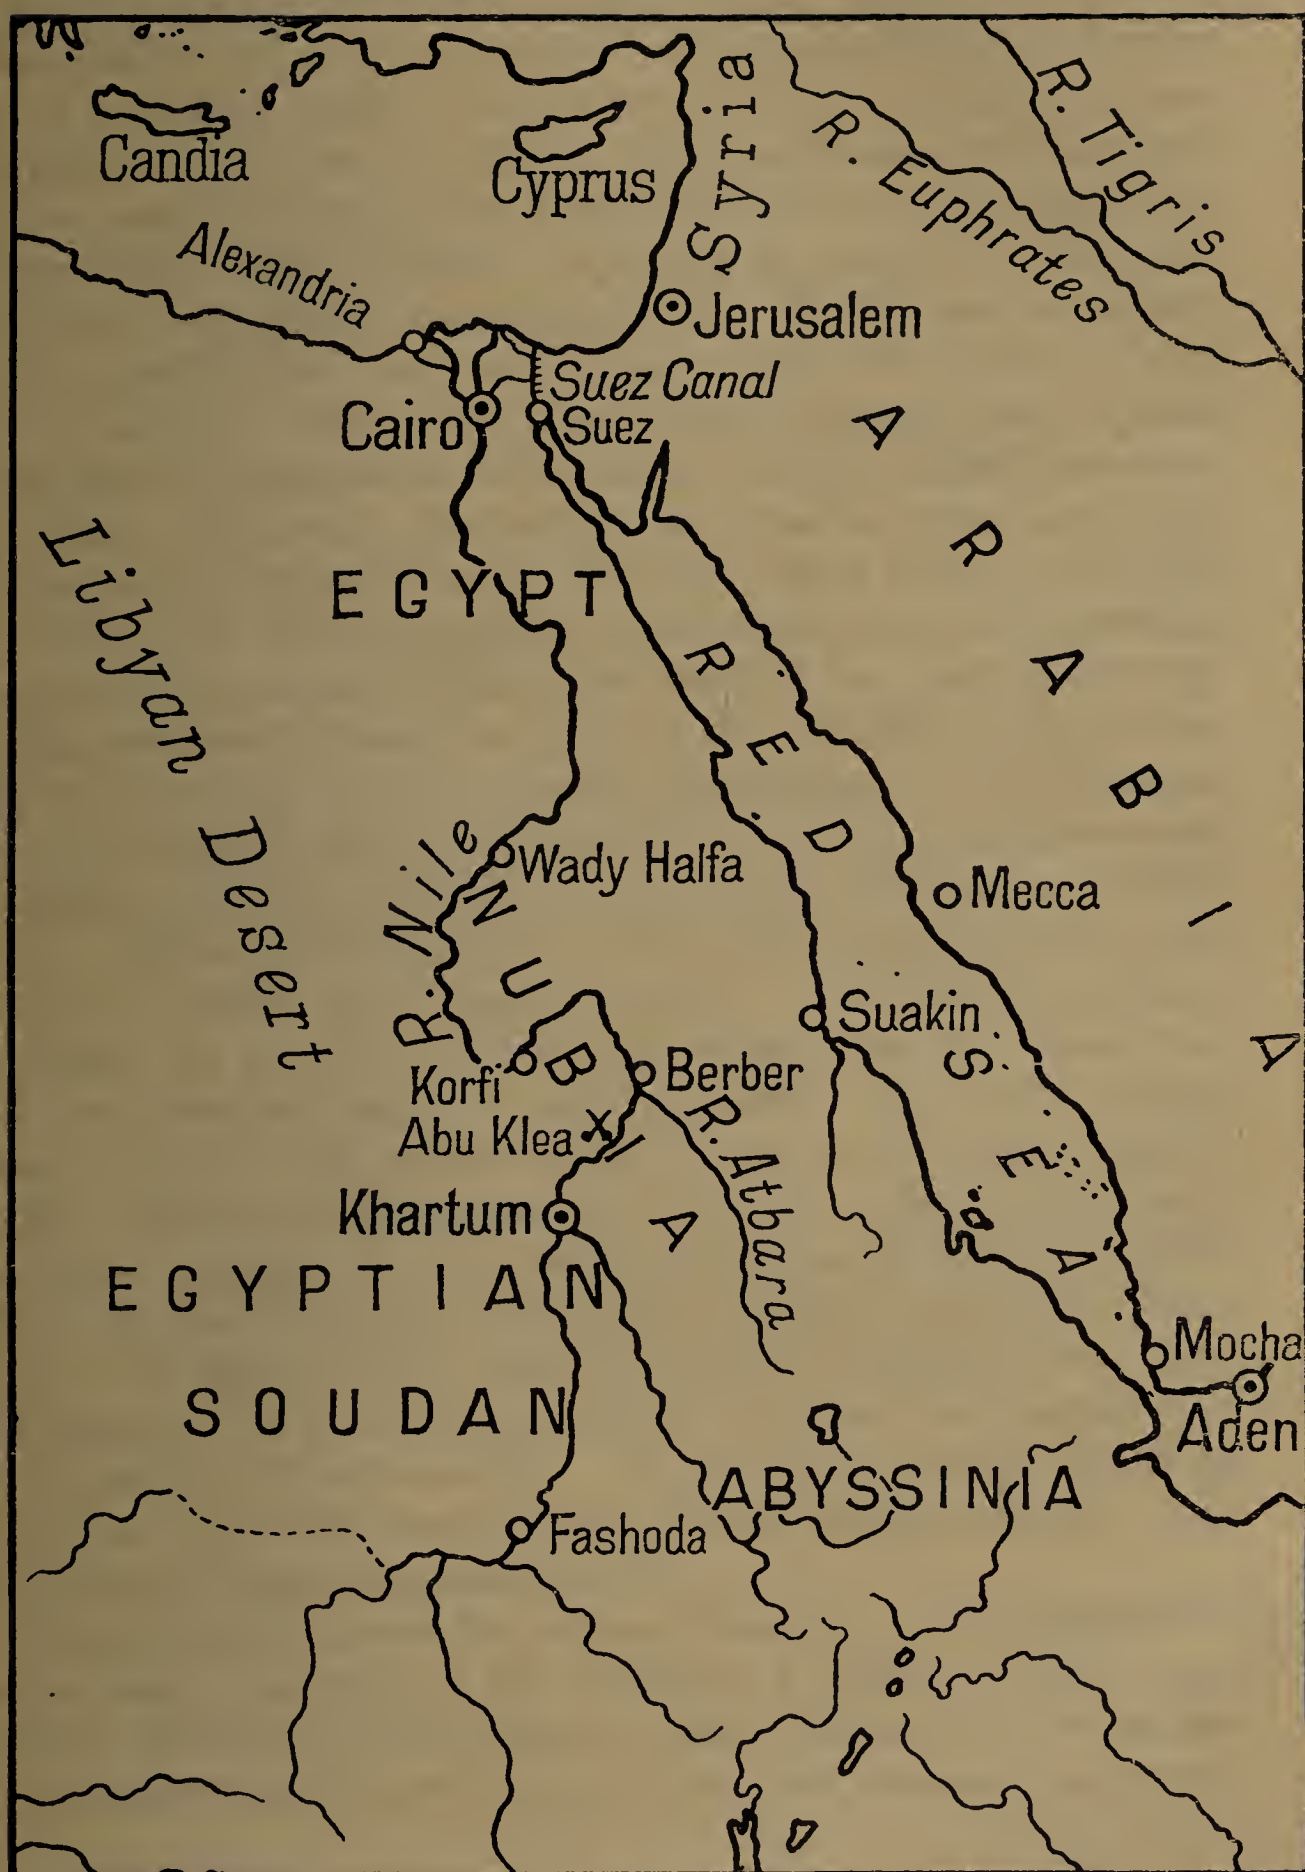 Candia
Cyprus
Syria
R. Tigris
R. Euphrates
Alexandria
Jerusalem
Suez Canal
Cairo
Suez
ARABIA
EGYPT
Libyan Desert
RED SEA
R. Nile
Wady Halfa
NUBIA
Mecca
Suakin
Korfi
Berber
Abu Klea
R. Atbara
Khartum
EGYPTIAN
SOUDAN
Mocha
Aden
ABYSSINIA
Fashoda